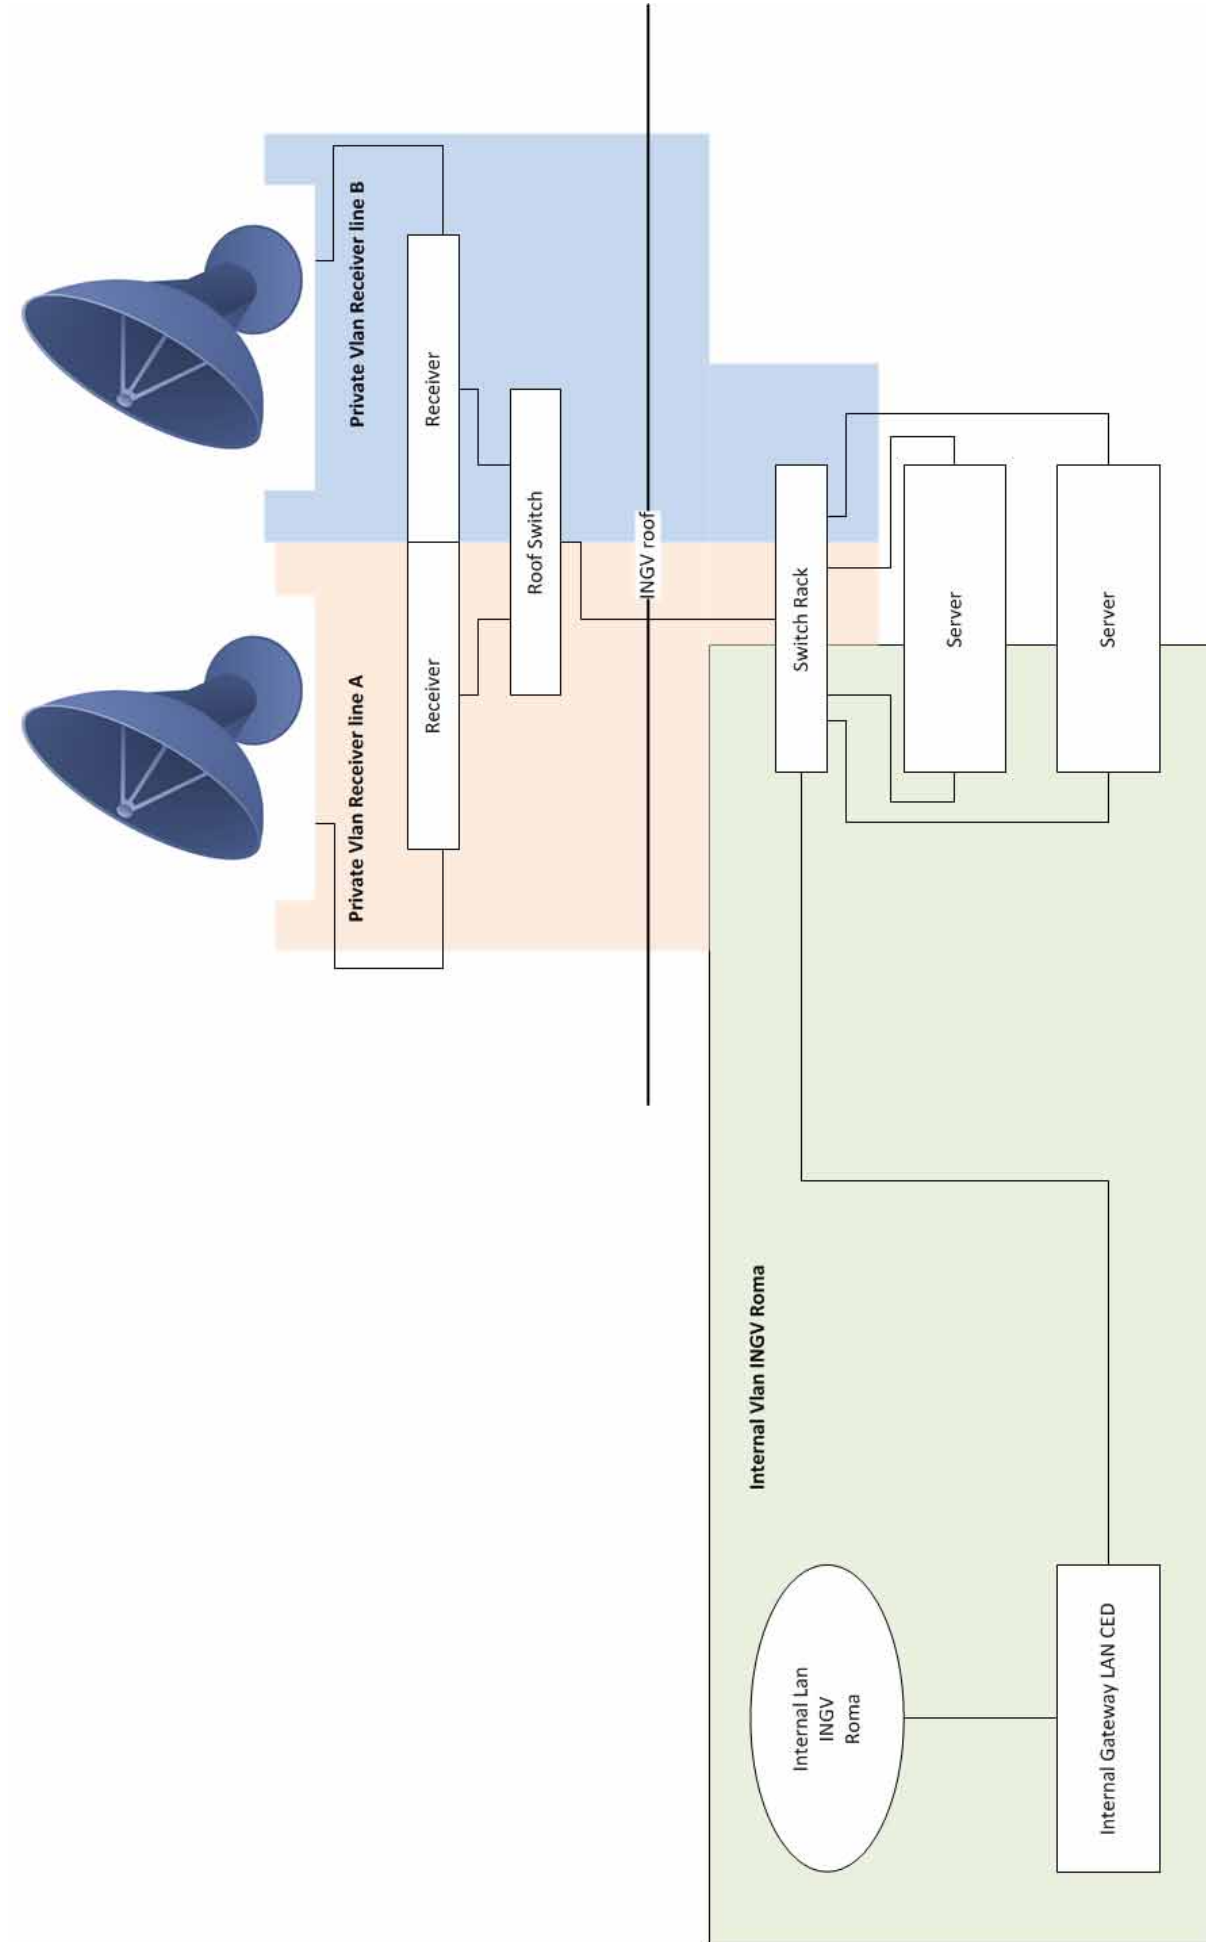 Private Vlan Receiver line A
Private Vlan Receiver line B
Receiver
Receiver
Roof Switch
INGV roof
Internal Vlan INGV Roma
Switch Rack
Internal Lan
INGV
Roma
Server
Internal Gateway LAN CED
Server